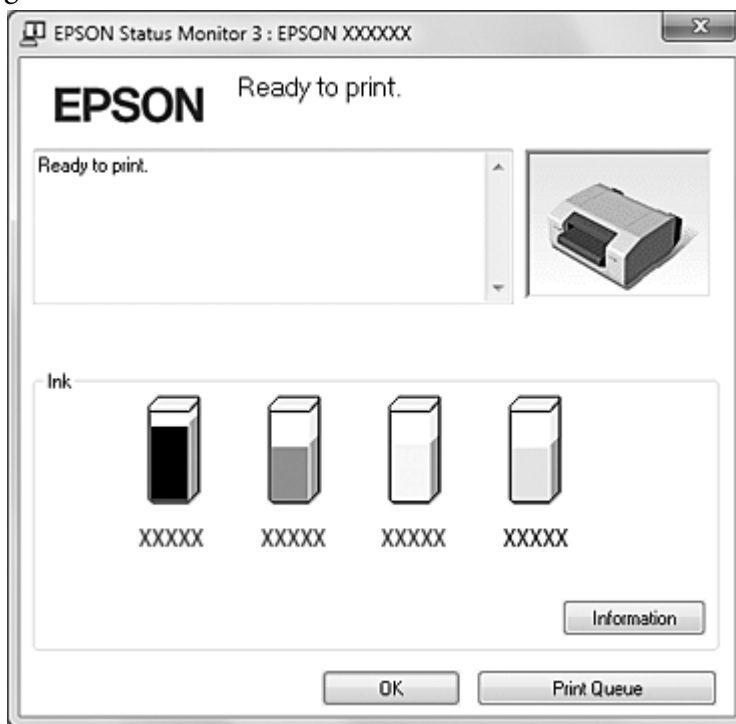 EPSON Status Monitor 3 : EPSON XXXXXX
EPSON
Ready to print.
Ready to print.
Ink
XXXXX XXXXX XXXXX XXXXX
Information
OK Print Queue